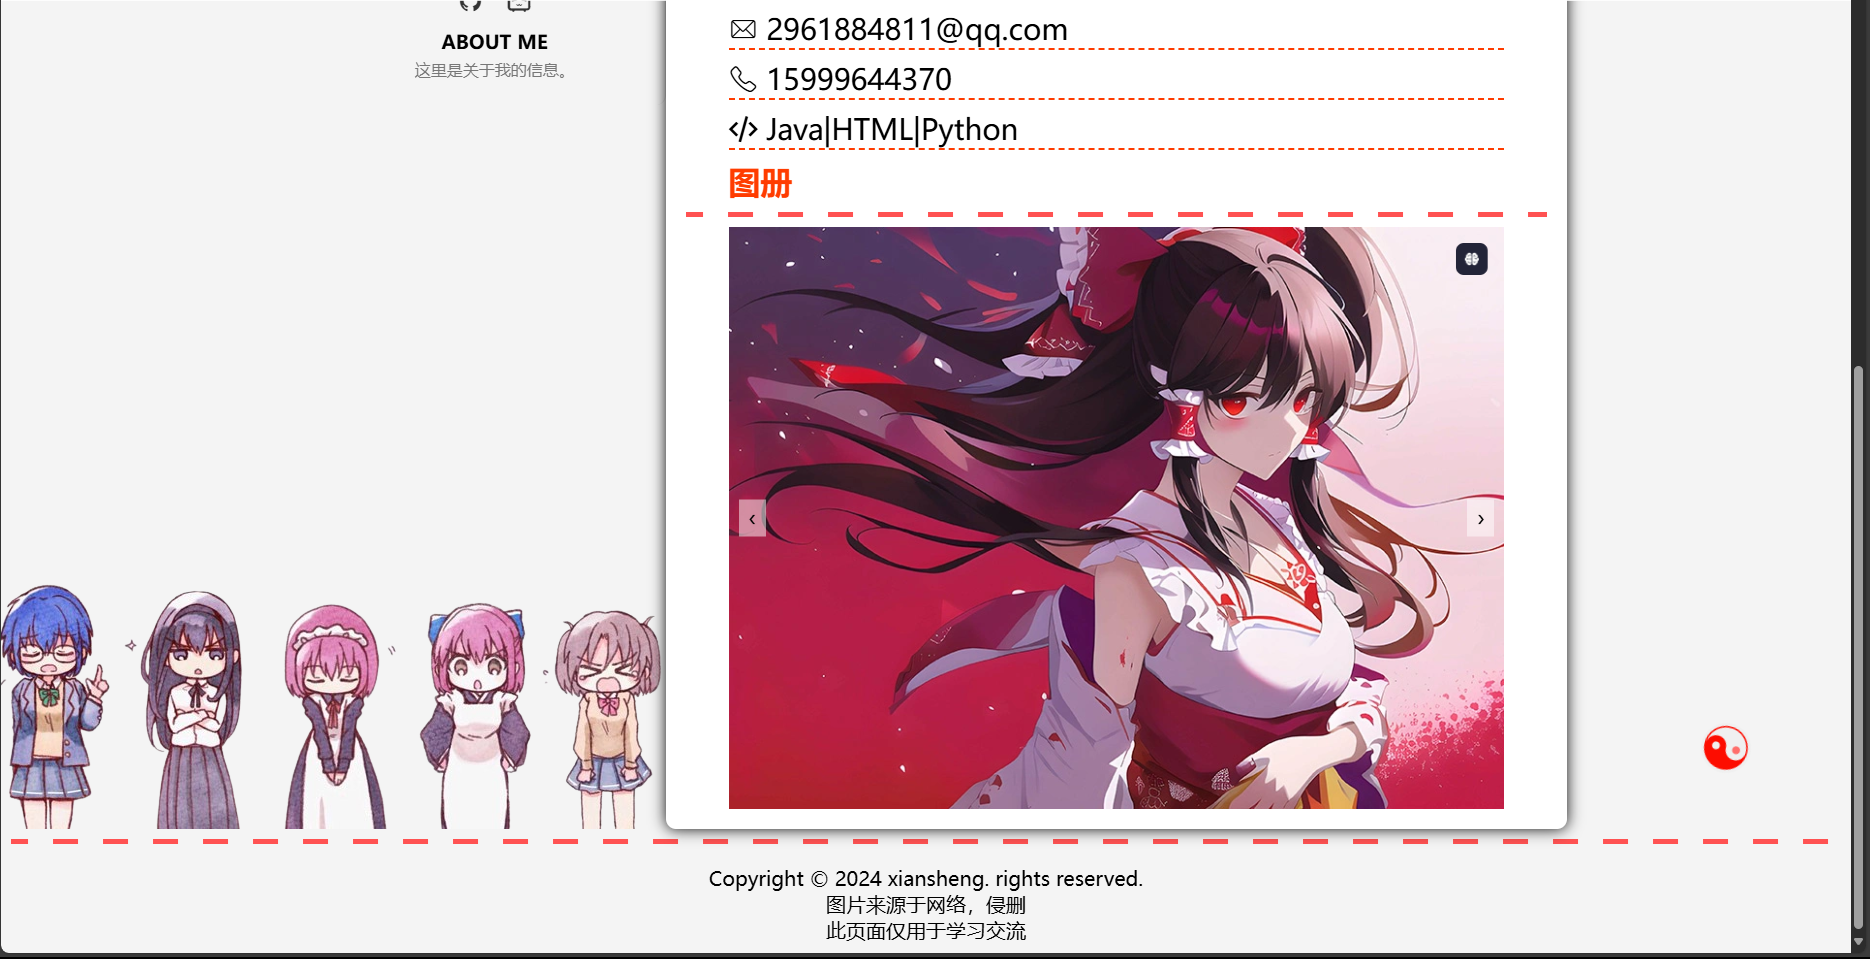 ABOUT ME
这里是关于我的信息。
2961884811@qq.com
15999644370
</> Java|HTML|Python
图册
‹
›
Copyright © 2024 xiansheng. rights reserved.
图片来源于网络，侵删
此页面仅用于学习交流